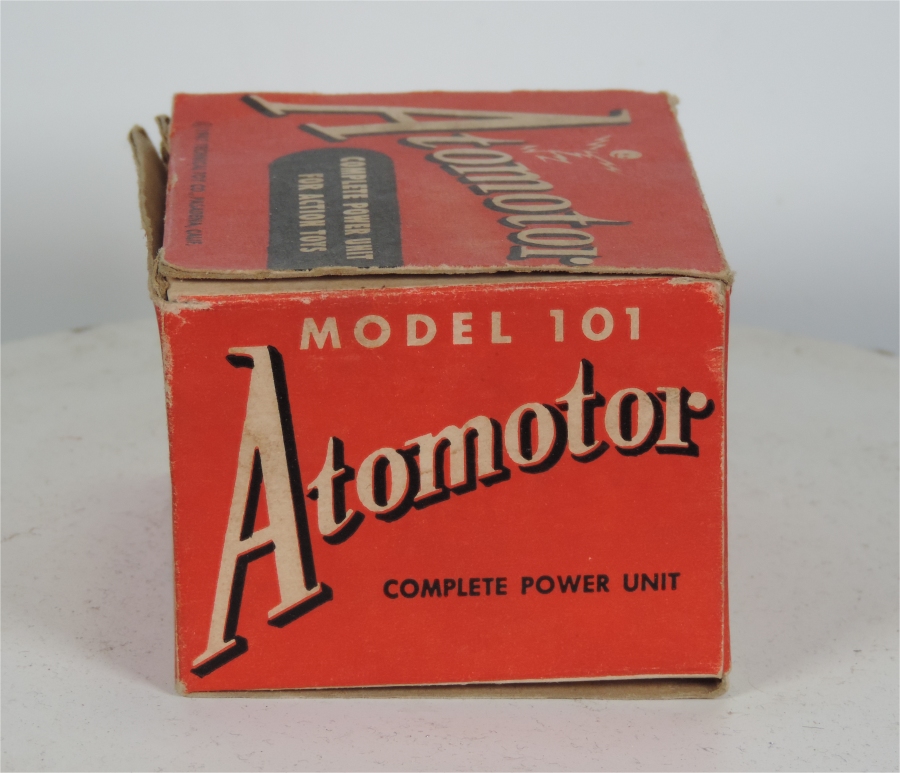 Atomotor
COMPLETE POWER UNIT
FOR ACTION TOYS
MODEL 101
Atomotor
COMPLETE POWER UNIT